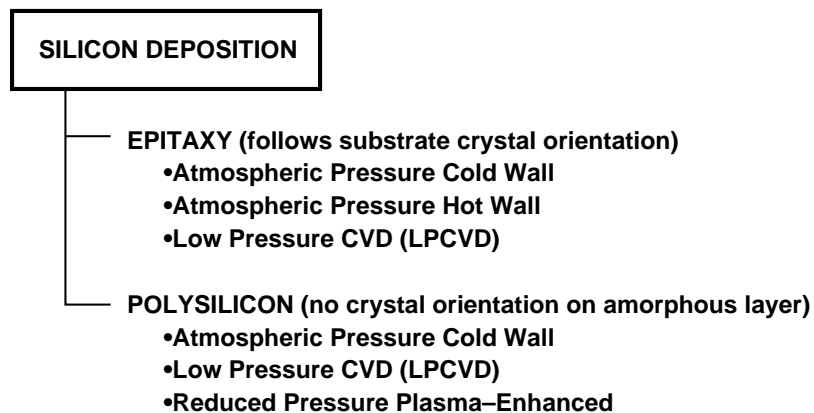 SILICON DEPOSITION
EPITAXY (follows substrate crystal orientation)
•Atmospheric Pressure Cold Wall
•Atmospheric Pressure Hot Wall
•Low Pressure CVD (LPCVD)
POLYSILICON (no crystal orientation on amorphous layer)
•Atmospheric Pressure Cold Wall
•Low Pressure CVD (LPCVD)
•Reduced Pressure Plasma–Enhanced